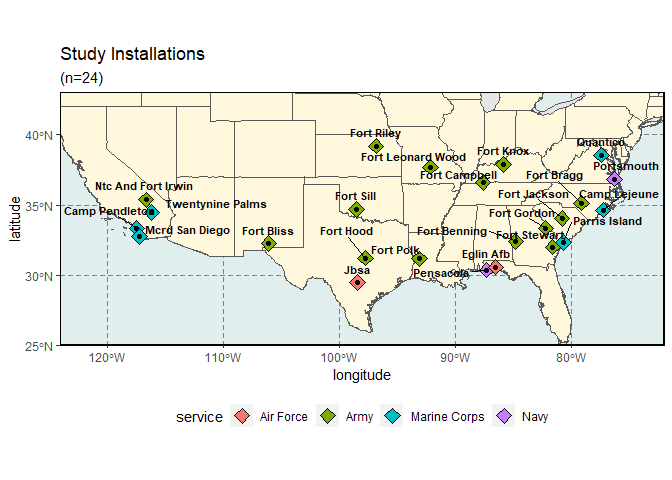 Study Installations
(n=24)
40°N
35°N
30°N
25°N
latitude
Fort Riley
Quantico
Fort Leonard Wood
Fort Knox
Portsmouth
Fort Campbell
Fort Bragg
Ntc And Fort Irwin
Fort Sill
Fort Jackson
Camp Lejeune
Twentynine Palms
Camp Pendleton
Fort Gordon
Parris Island
Mcrd San Diego
Fort Bliss
Fort Hood
Fort Benning
Fort Stewart
Fort Polk
Eglin Afb
Jbsa
Pensacola
120°W
110°W
100°W
90°W
80°W
longitude
service
Air Force
Army
Marine Corps
Navy